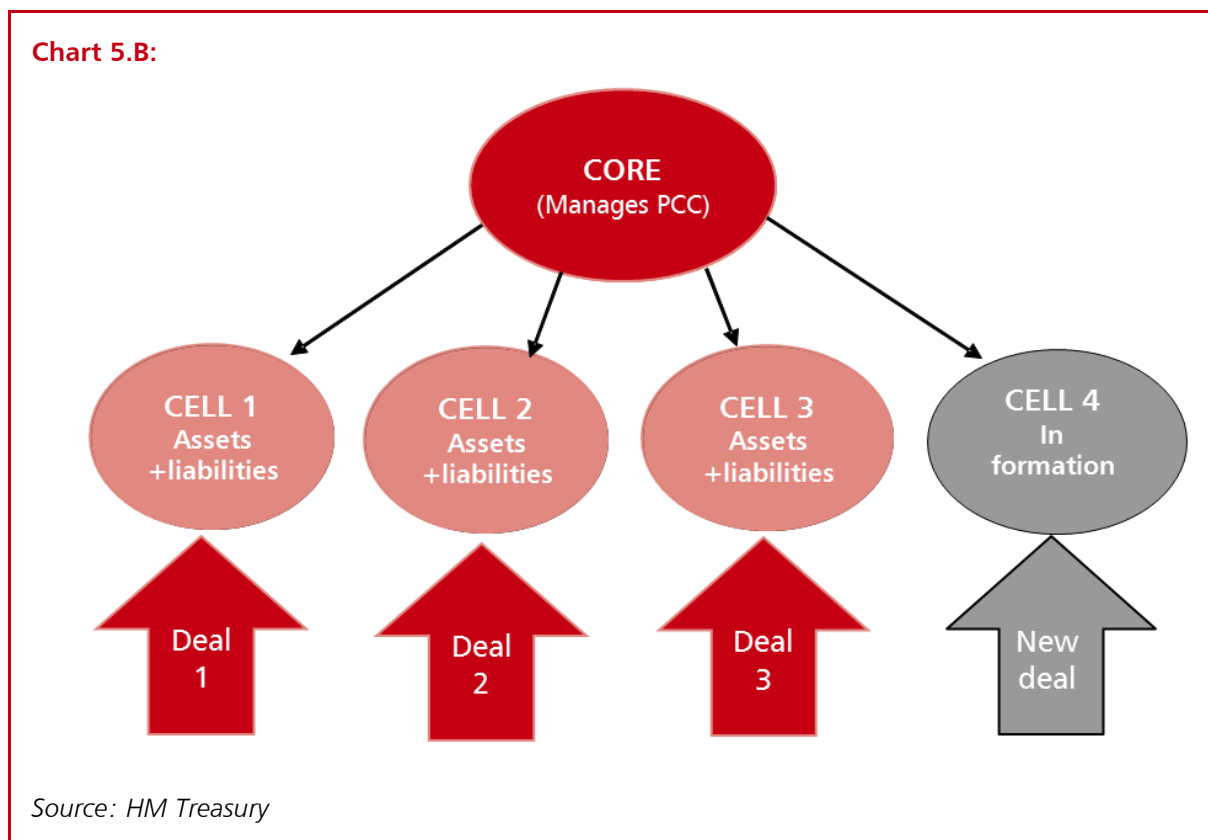 Chart 5.B:
CORE
(Manages PCC)
CELL 1
Assets
+liabilities
CELL 2
Assets
+liabilities
CELL 3
Assets
+liabilities
CELL 4
In
formation
Deal
1
Deal
2
Deal
3
New
deal
Source: HM Treasury